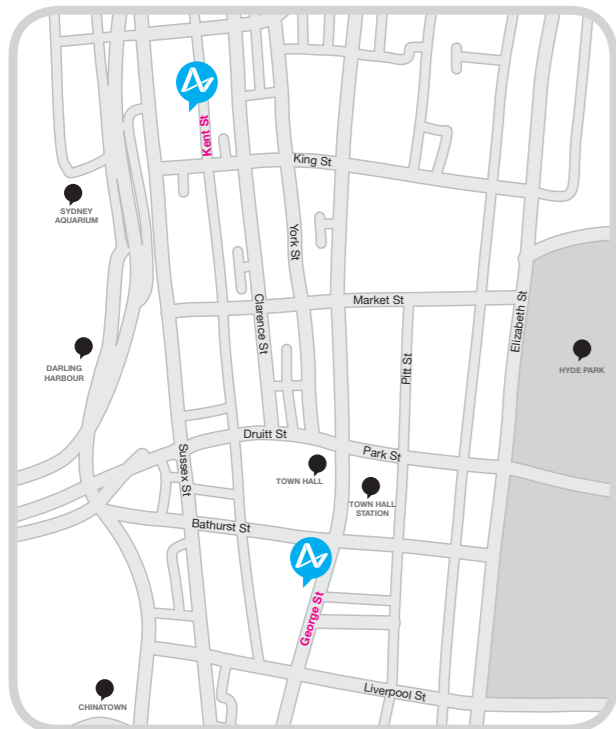 Kent St
King St
SYDNEY
AQUARIUM
York St
Clarence St
Market St
Elizabeth St
Pitt St
DARLING
HARBOUR
HYDE PARK
Druitt St
Park St
Sussex St
TOWN HALL
TOWN HALL
STATION
Bathurst St
George St
Liverpool St
CHINATOWN